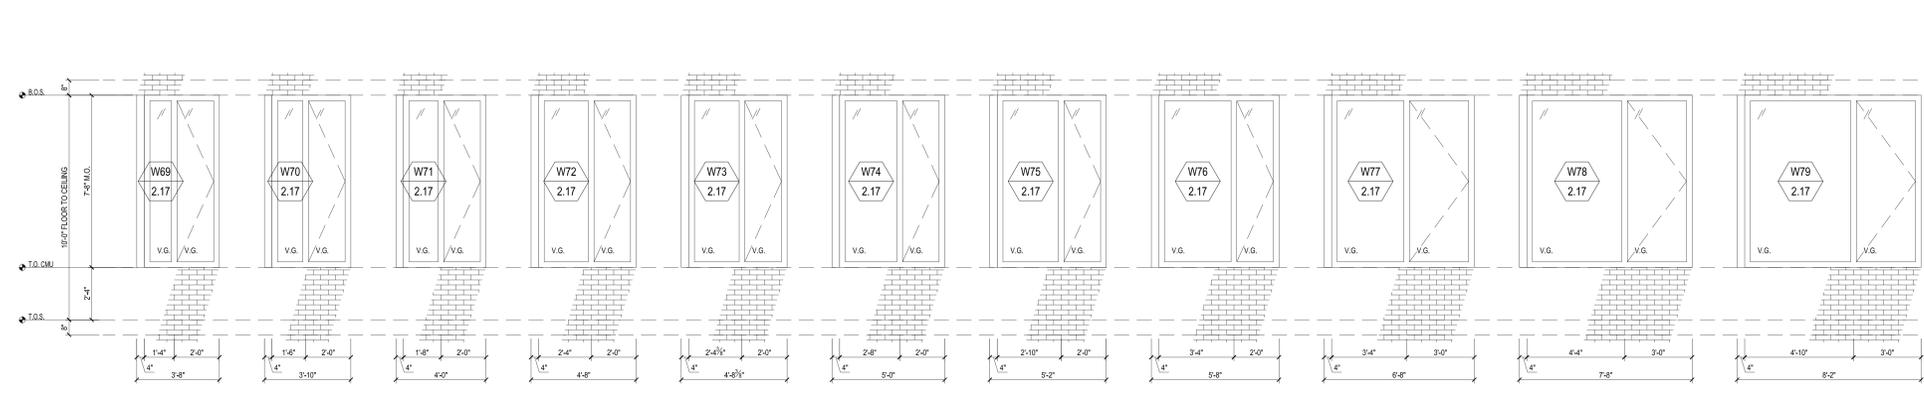 8"
B.O.S.
7'-8" M.O.
10'-0" FLOOR TO CEILING
T.O. CMU
2'-4"
T.O.S.
8"
W69
2.17
V.G. V.G.
1'-4" 2'-0"
4"
3'-8"
W70
2.17
V.G. V.G.
1'-6" 2'-0"
4"
3'-10"
W71
2.17
V.G. V.G.
1'-8" 2'-0"
4"
4'-0"
W72
2.17
V.G. V.G.
2'-4" 2'-0"
4"
4'-8"
W73
2.17
V.G. V.G.
2'-0"
4"
W74
2.17
V.G. V.G.
2'-8" 2'-0"
4"
5'-0"
W75
2.17
V.G. V.G.
2'-10" 2'-0"
4"
5'-2"
W76
2.17
V.G. V.G.
3'-4" 2'-0"
4"
5'-8"
W77
2.17
V.G. V.G.
3'-4" 3'-0"
4"
6'-8"
W78
2.17
V.G. V.G.
4'-4" 3'-0"
4"
7'-8"
W79
2.17
V.G. V.G.
4'-10" 3'-0"
4"
8'-2"